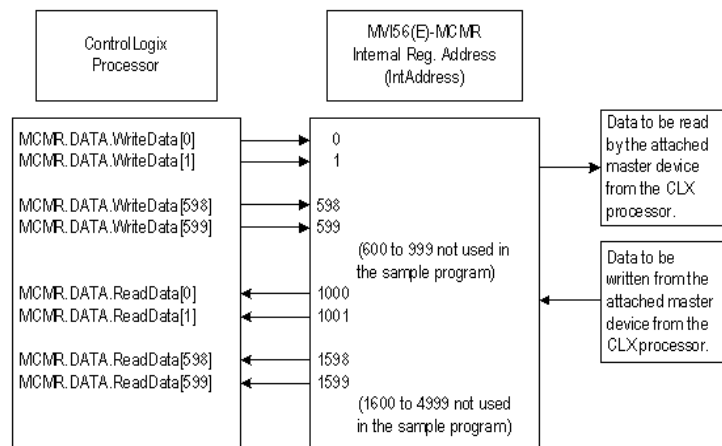 ControlLogix
Processor
MVI56(E)-MCMR
Internal Reg. Address
(IntAddress)
MCMR.DATA.WriteData[0]
MCMR.DATA.WriteData[1]
MCMR.DATA.WriteData[598]
MCMR.DATA.WriteData[599]
MCMR.DATA.ReadData[0]
MCMR.DATA.ReadData[1]
MCMR.DATA.ReadData[598]
MCMR.DATA.ReadData[599]
0
1
598
599
(600 to 999 not used in
the sample program)
1000
1001
1598
1599
(1600 to 4999 not used
in the sample program)
Data to be read
by the attached
master device
from the CLX
processor.
Data to be
written from the
attached master
device from the
CLX processor.